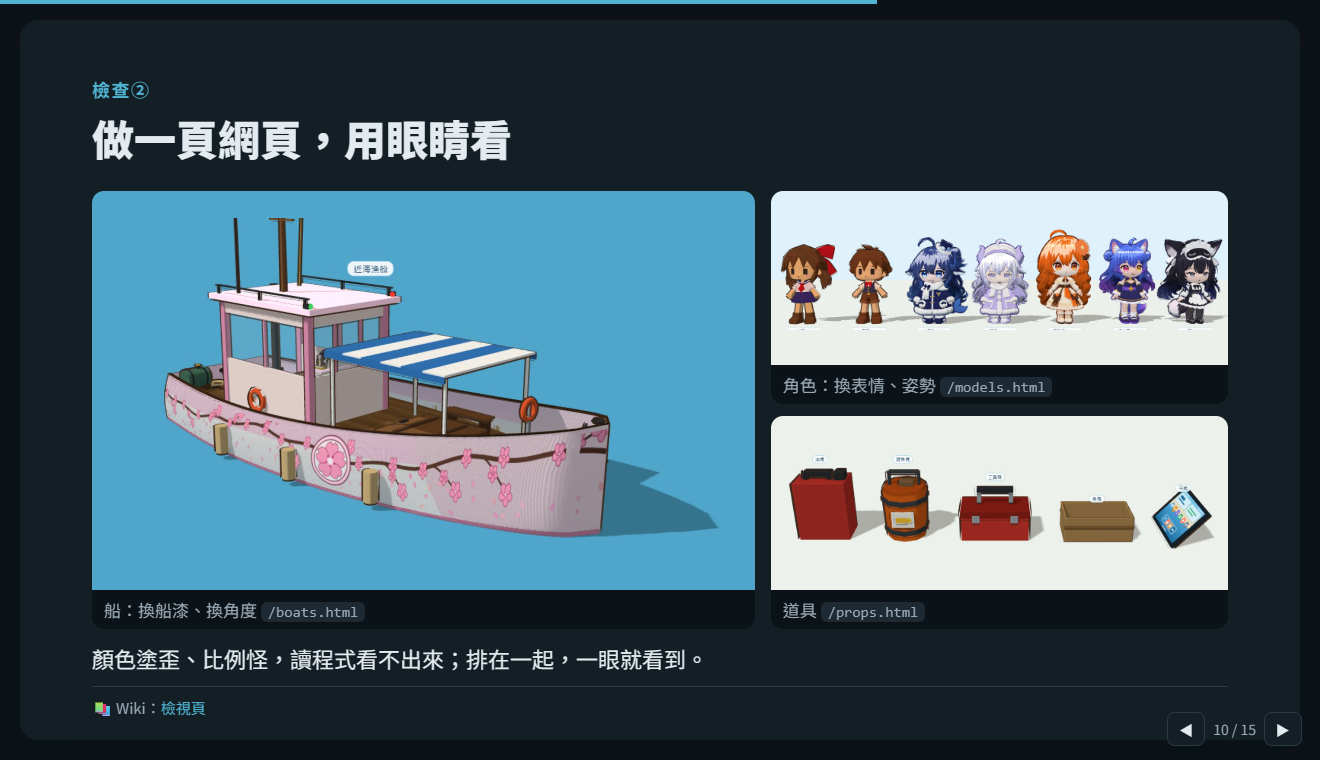 檢查②
做一頁網頁，用眼睛看
近海漁船
船：換船漆、換角度 /boats.html
角色：換表情、姿勢 /models.html
工具箱
道具 /props.html
顏色塗歪、比例怪，讀程式看不出來；排在一起，一眼就看到。
Wiki：檢視頁
10 / 15